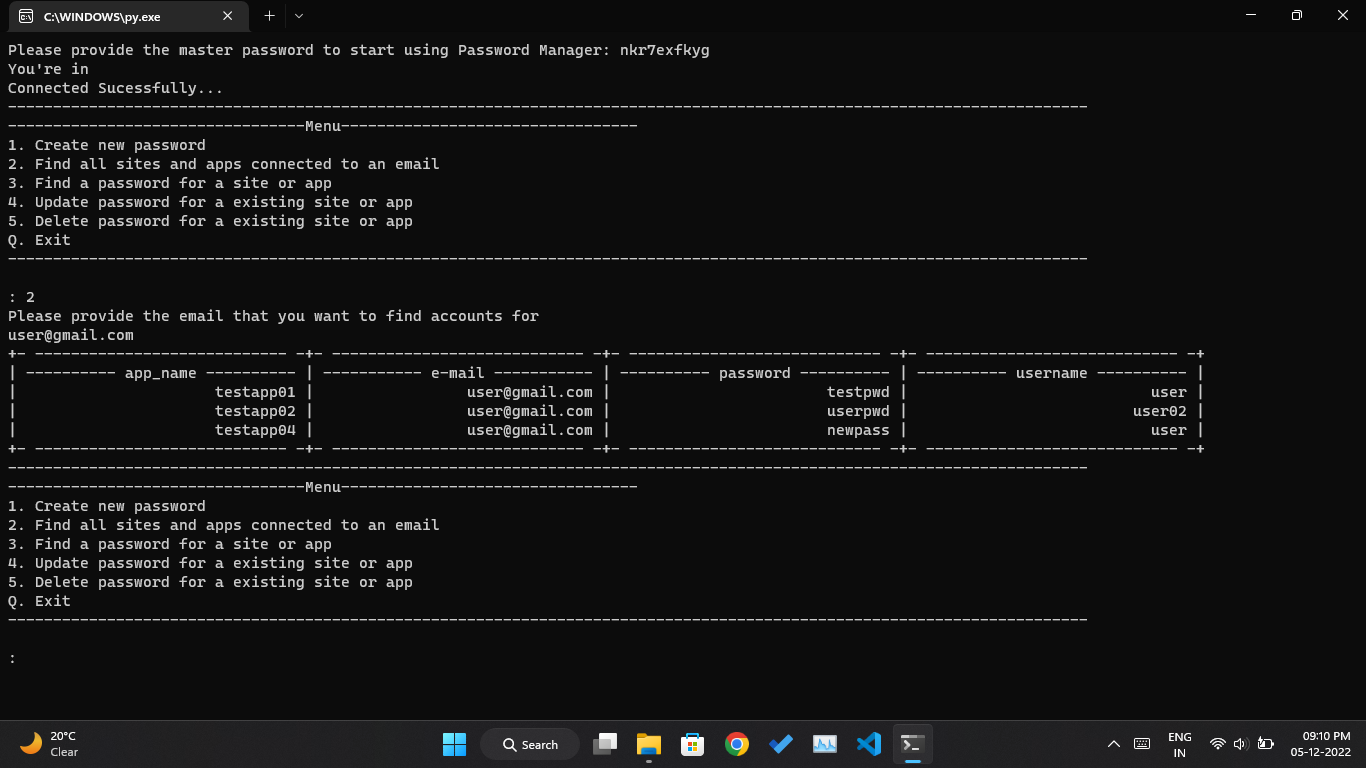 C:\WINDOWS\py.exe
Please provide the master password to start using Password Manager: nkr7exfkyg
You're in
Connected Sucessfully...
------------------------------------------------------------------------------------------------------------------------
---------------------------------Menu---------------------------------
1. Create new password
2. Find all sites and apps connected to an email
3. Find a password for a site or app
4. Update password for a existing site or app
5. Delete password for a existing site or app
Q. Exit
------------------------------------------------------------------------------------------------------------------------
: 2
Please provide the email that you want to find accounts for
user@gmail.com
+- ---------------------------- -+- ---------------------------- -+- ---------------------------- -+- ---------------------------- -+
| ---------- app_name ---------- | ----------- e-mail ----------- | ---------- password ---------- | ---------- username ---------- |
|                      testapp01 |                 user@gmail.com |                        testpwd |                           user |
|                      testapp02 |                 user@gmail.com |                        userpwd |                         user02 |
|                      testapp04 |                 user@gmail.com |                        newpass |                           user |
+- ---------------------------- -+- ---------------------------- -+- ---------------------------- -+- ---------------------------- -+
------------------------------------------------------------------------------------------------------------------------
---------------------------------Menu---------------------------------
1. Create new password
2. Find all sites and apps connected to an email
3. Find a password for a site or app
4. Update password for a existing site or app
5. Delete password for a existing site or app
Q. Exit
------------------------------------------------------------------------------------------------------------------------
:
20°C
Clear
Search
ENG
IN
09:10 PM
05-12-2022